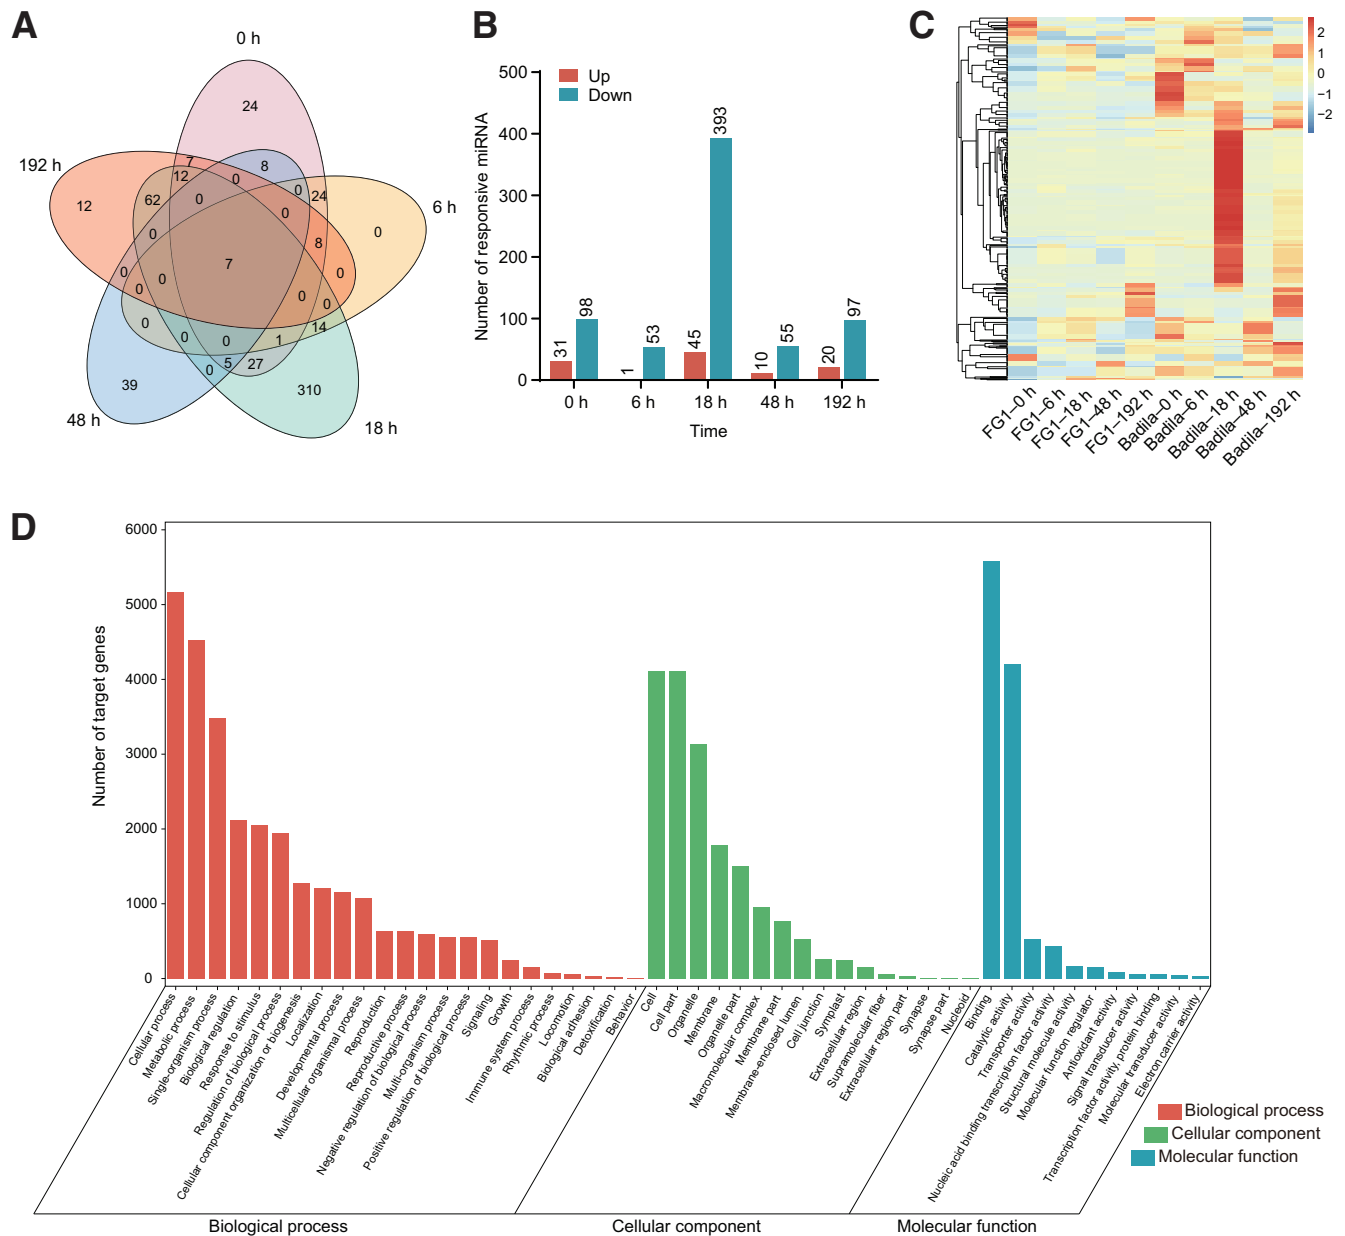 A
0 h
192 h
6 h
48 h
18 h
24
7
8
12
0
0
24
62
0
0
12
0
8
0
7
0
0
0
0
0
0
0
14
0
0
1
0
5
27
39
310
B
Number of responsive miRNA
500
400
300
200
100
0
Up
Down
31
98
1
53
45
393
10
55
20
97
0 h
6 h
18 h
48 h
192 h
Time
C
2
1
0
−1
−2
FG1–0 h
FG1–6 h
FG1–18 h
FG1–48 h
FG1–192 h
Badila–0 h
Badila–6 h
Badila–18 h
Badila–48 h
Badila–192 h
D
Number of target genes
6000
5000
4000
3000
2000
1000
0
Cellular process
Metabolic process
Single-organism process
Biological regulation
Response to stimulus
Regulation of biological process
Cellular component organization or biogenesis
Localization
Developmental process
Multicellular organismal process
Reproduction
Reproductive process
Negative regulation of biological process
Multi-organism process
Positive regulation of biological process
Signaling
Growth
Immune system process
Rhythmic process
Locomotion
Biological adhesion
Detoxification
Behavior
Cell
Cell part
Organelle
Membrane
Organelle part
Macromolecular complex
Membrane part
Membrane-enclosed lumen
Cell junction
Symplast
Extracellular region
Supramolecular fiber
Extracellular region part
Synapse
Synapse part
Nucleoid
Binding
Catalytic activity
Transporter activity
Nucleic acid binding transcription factor activity
Structural molecule activity
Molecular function regulator
Antioxidant activity
Signal transducer activity
Transcription factor activity, protein binding
Molecular transducer activity
Electron carrier activity
Biological process
Cellular component
Molecular function
Biological process
Cellular component
Molecular function